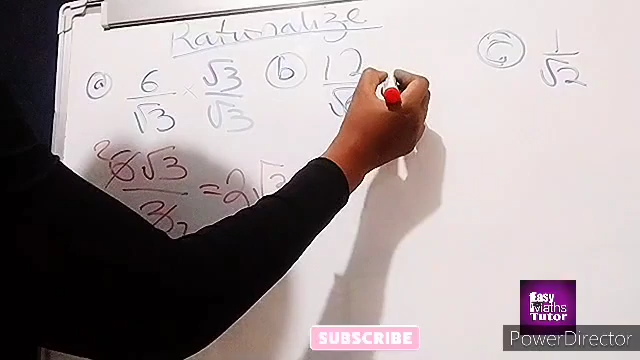 Rationalize
(a) 6/√3 × √3/√3
(b) 12/√
(c) 1/√2
6√3/3 = 2√3
Easy
Maths
Tutor
SUBSCRIBE
PowerDirector